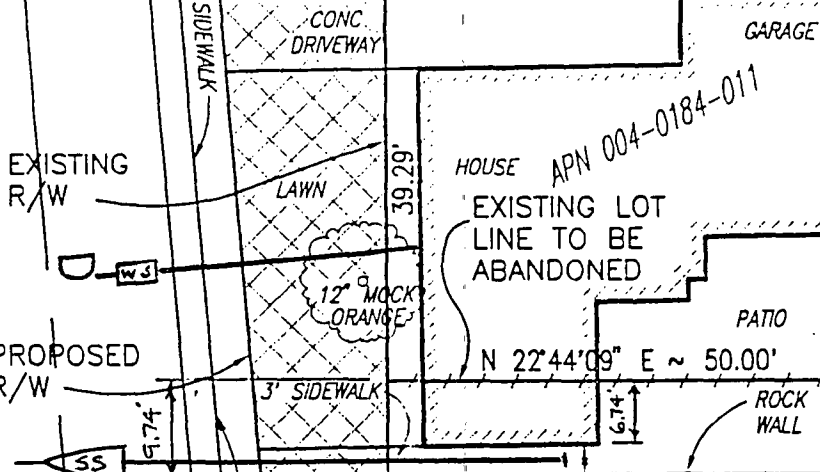 SIDEWALK
CONC
DRIVEWAY
GARAGE
APN 004-0184-011
EXISTING
R/W
LAWN
39.29'
HOUSE
EXISTING LOT
LINE TO BE
ABANDONED
WS
12" MOCK
ORANGE
PATIO
PROPOSED
R/W
N 22°44'09" E ~ 50.00'
3' SIDEWALK
9.74'
6.74'
ROCK
WALL
SS